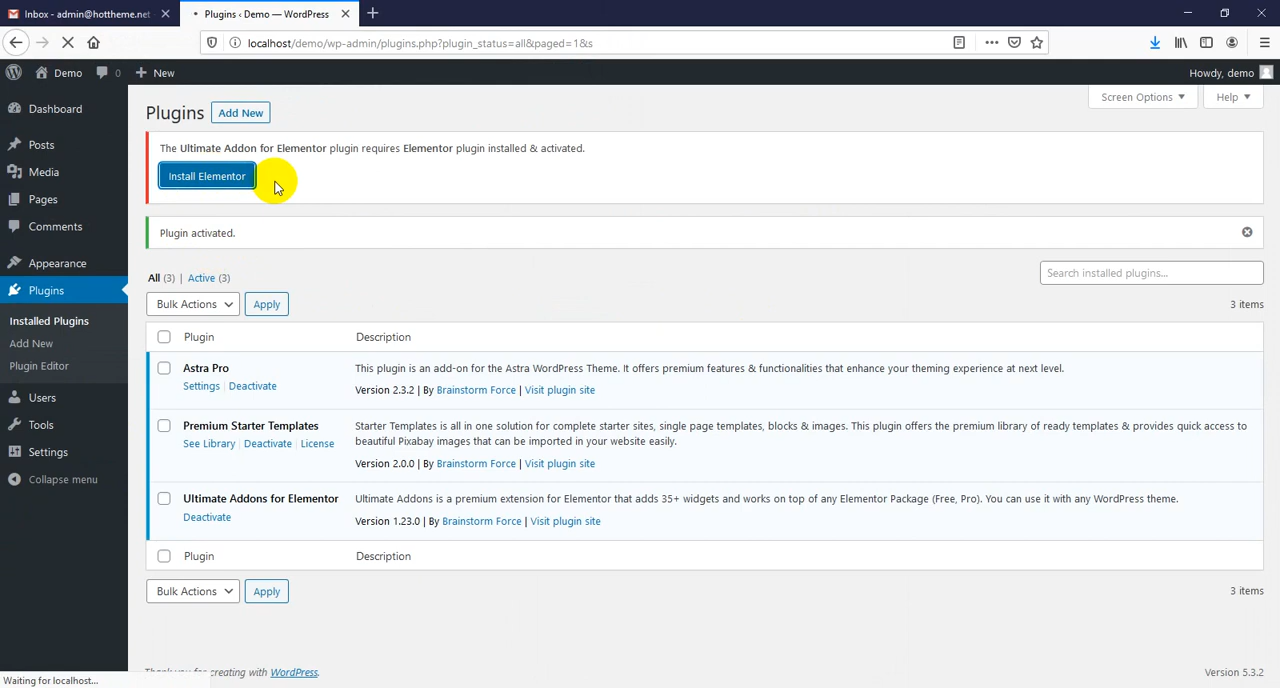 Inbox - admin@hottheme.net
Plugins ‹ Demo — WordPress
localhost/demo/wp-admin/plugins.php?plugin_status=all&paged=1&s
Demo 0 New Howdy, demo
Screen Options Help
Dashboard
Posts
Media
Pages
Comments
Appearance
Plugins
Installed Plugins
Add New
Plugin Editor
Users
Tools
Settings
Collapse menu
Plugins Add New
The Ultimate Addon for Elementor plugin requires Elementor plugin installed & activated.
Install Elementor
Plugin activated.
All (3) | Active (3)
Search installed plugins...
Bulk Actions Apply 3 items
Plugin Description
Astra Pro This plugin is an add-on for the Astra WordPress Theme. It offers premium features & functionalities that enhance your theming experience at next level.
Settings | Deactivate Version 2.3.2 | By Brainstorm Force | Visit plugin site
Premium Starter Templates Starter Templates is all in one solution for complete starter sites, single page templates, blocks & images. This plugin offers the premium library of ready templates & provides quick access to
See Library | Deactivate | License beautiful Pixabay images that can be imported in your website easily.
Version 2.0.0 | By Brainstorm Force | Visit plugin site
Ultimate Addons for Elementor Ultimate Addons is a premium extension for Elementor that adds 35+ widgets and works on top of any Elementor Package (Free, Pro). You can use it with any WordPress theme.
Deactivate Version 1.23.0 | By Brainstorm Force | Visit plugin site
Plugin Description
Bulk Actions Apply 3 items
Thank you for creating with WordPress. Version 5.3.2
Waiting for localhost...